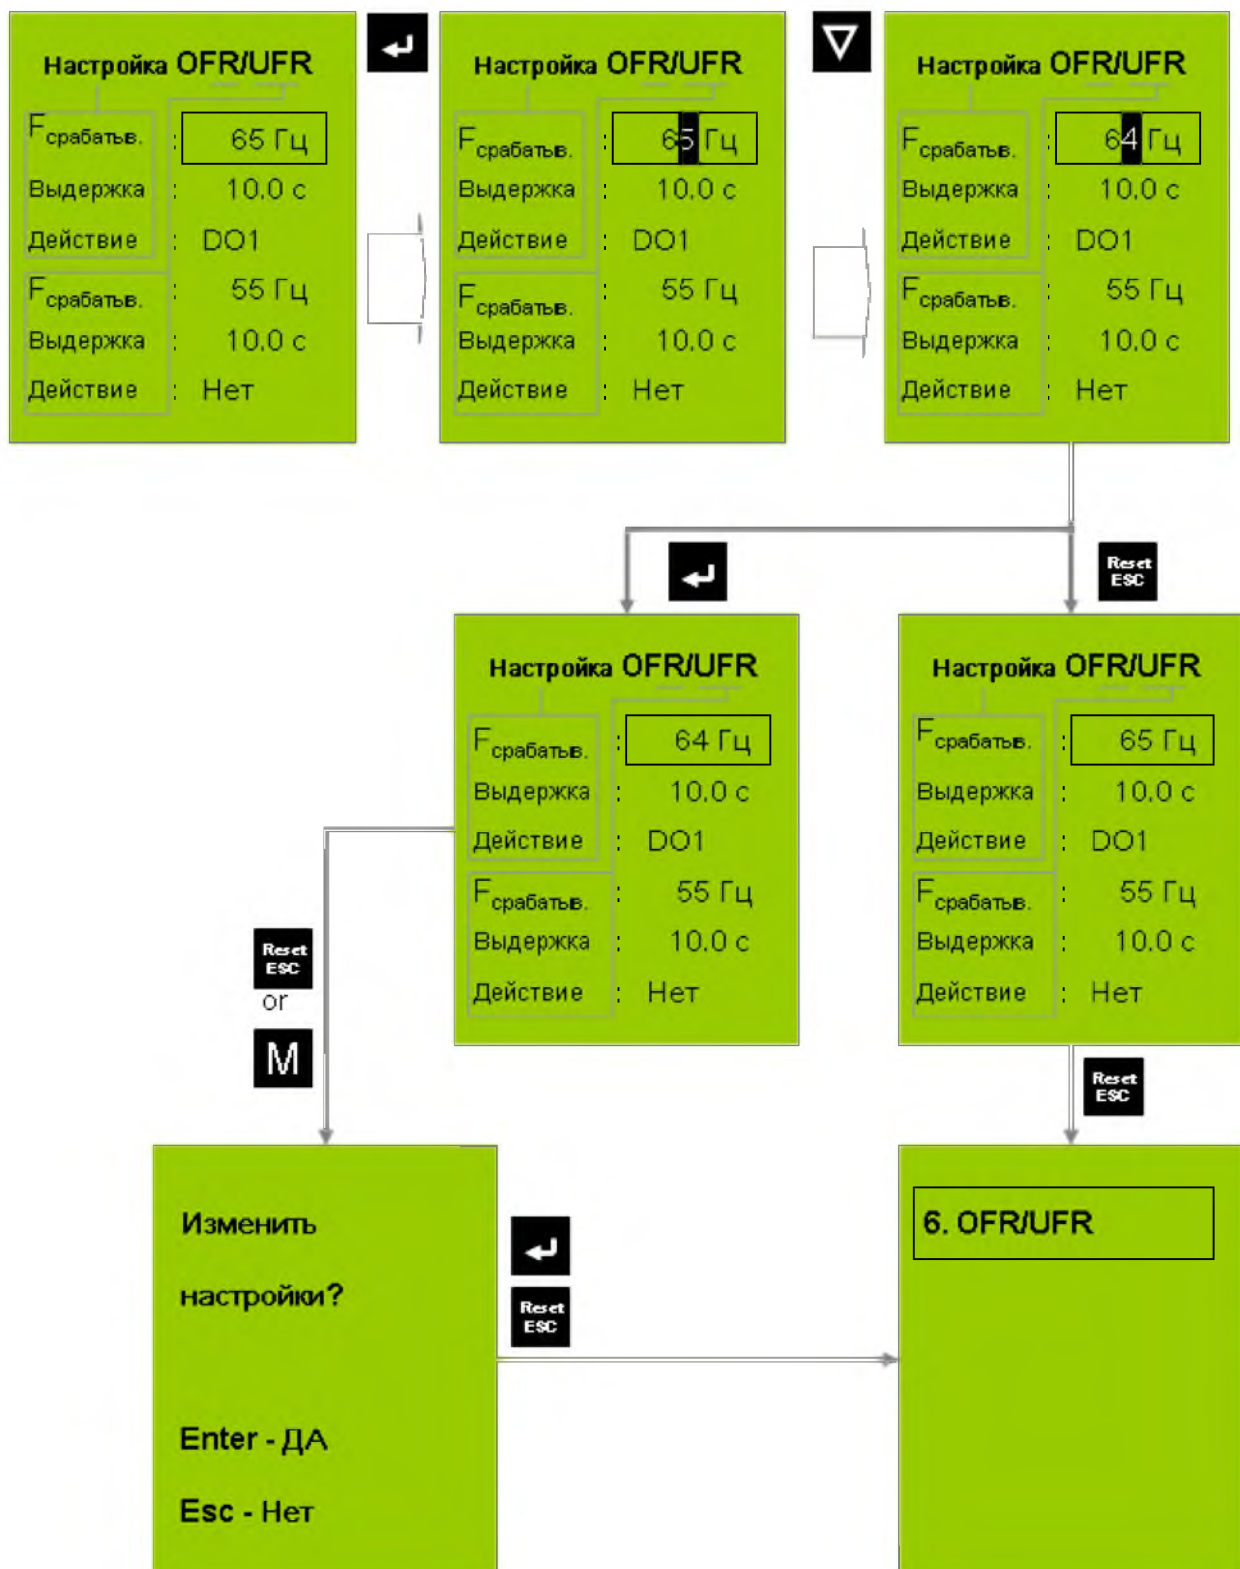 Настройка OFR/UFR
Fсрабатыв. : 65 Гц
Выдержка : 10.0 с
Действие : DO1
Fсрабатыв. : 55 Гц
Выдержка : 10.0 с
Действие : Нет
Настройка OFR/UFR
Fсрабатыв. : 65 Гц
Выдержка : 10.0 с
Действие : DO1
Fсрабатыв. : 55 Гц
Выдержка : 10.0 с
Действие : Нет
Настройка OFR/UFR
Fсрабатыв. : 64 Гц
Выдержка : 10.0 с
Действие : DO1
Fсрабатыв. : 55 Гц
Выдержка : 10.0 с
Действие : Нет
Reset
ESC
Настройка OFR/UFR
Fсрабатыв. : 64 Гц
Выдержка : 10.0 с
Действие : DO1
Fсрабатыв. : 55 Гц
Выдержка : 10.0 с
Действие : Нет
Настройка OFR/UFR
Fсрабатыв. : 65 Гц
Выдержка : 10.0 с
Действие : DO1
Fсрабатыв. : 55 Гц
Выдержка : 10.0 с
Действие : Нет
Reset
ESC
or
M
Reset
ESC
Изменить
настройки?
Enter - ДА
Esc - Нет
Reset
ESC
6. OFR/UFR